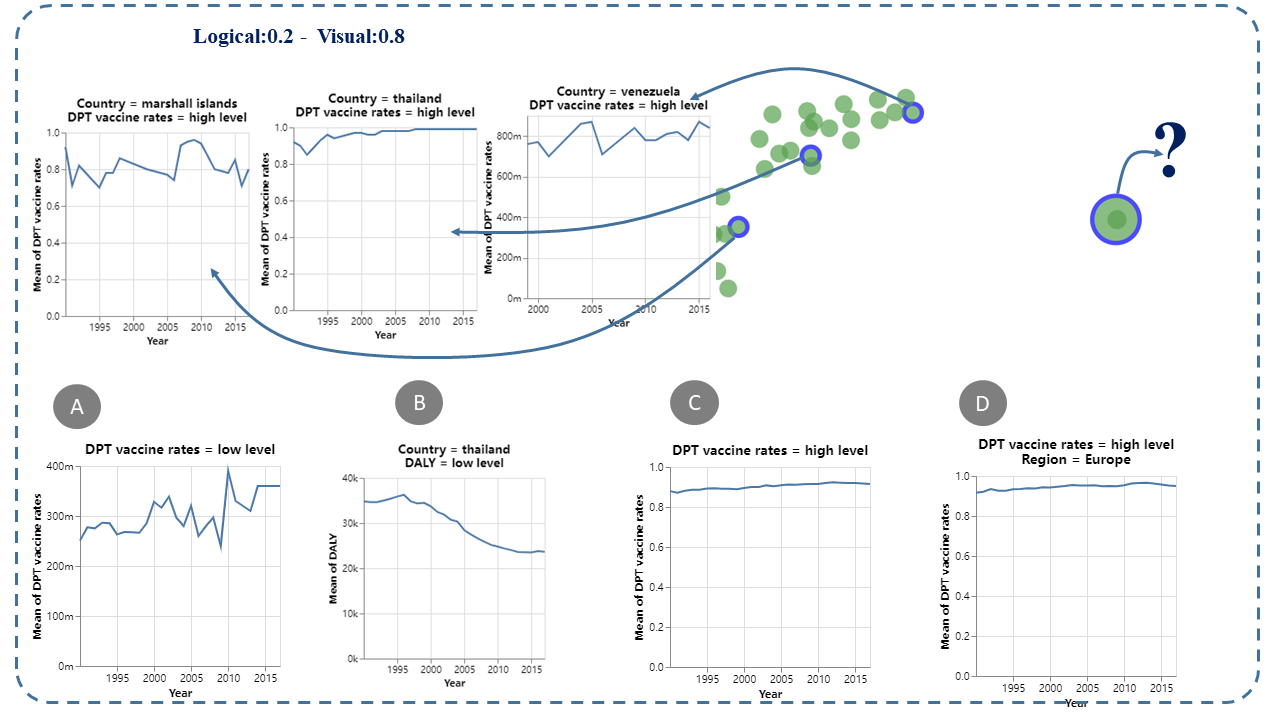 Logical:0.2 - Visual:0.8
Country = marshall islands
DPT vaccine rates = high level
Mean of DPT vaccine rates
1.0
0.8
0.6
0.4
0.2
0.0
1995 2000 2005 2010 2015
Year
Country = thailand
DPT vaccine rates = high level
Mean of DPT vaccine rates
1.0
0.8
0.6
0.4
0.2
0.0
1995 2000 2005 2010 2015
Year
Country = venezuela
DPT vaccine rates = high level
Mean of DPT vaccine rates
800m
600m
400m
200m
0m
2000 2005 2010 2015
Year
?
A
DPT vaccine rates = low level
Mean of DPT vaccine rates
400m
300m
200m
100m
0m
1995 2000 2005 2010 2015
Year
B
Country = thailand
DALY = low level
Mean of DALY
40k
30k
20k
10k
0k
1995 2000 2005 2010 2015
Year
C
DPT vaccine rates = high level
Mean of DPT vaccine rates
1.0
0.8
0.6
0.4
0.2
0.0
1995 2000 2005 2010 2015
Year
D
DPT vaccine rates = high level
Region = Europe
Mean of DPT vaccine rates
1.0
0.8
0.6
0.4
0.2
0.0
1995 2000 2005 2010 2015
Year